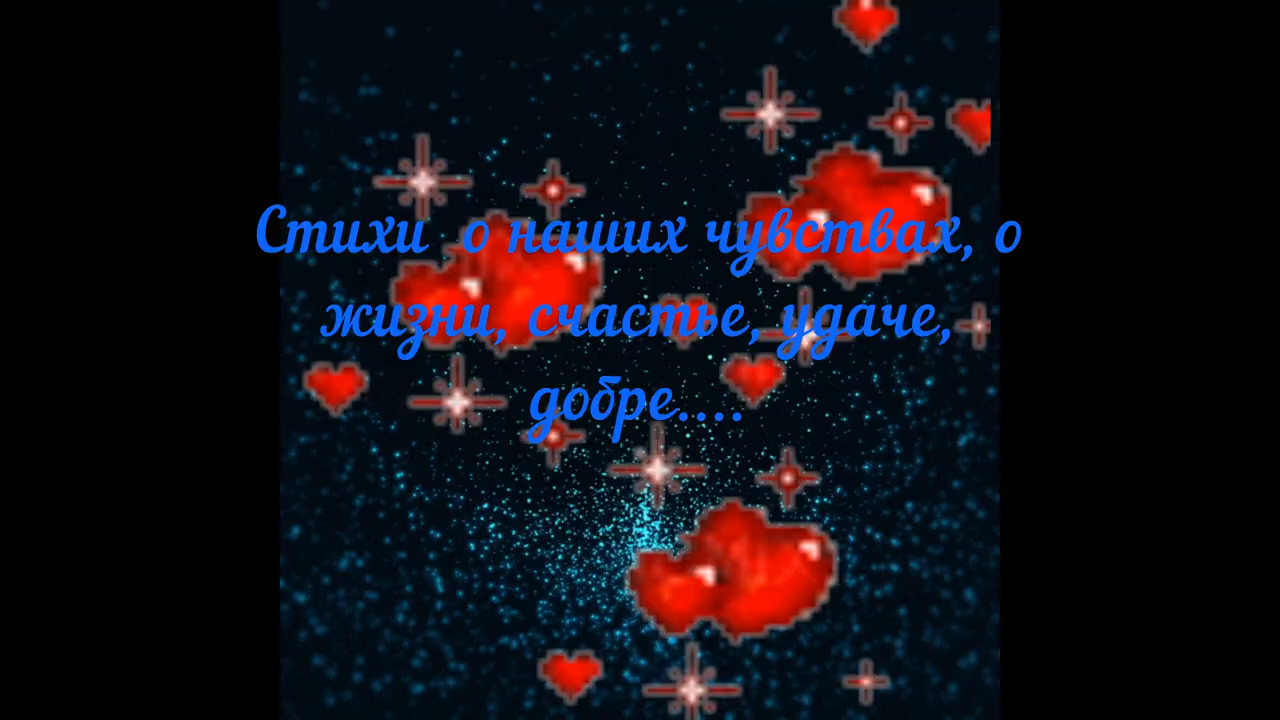 Стихи  о наших чувствах, о
жизни, счастье, удаче,
добре....